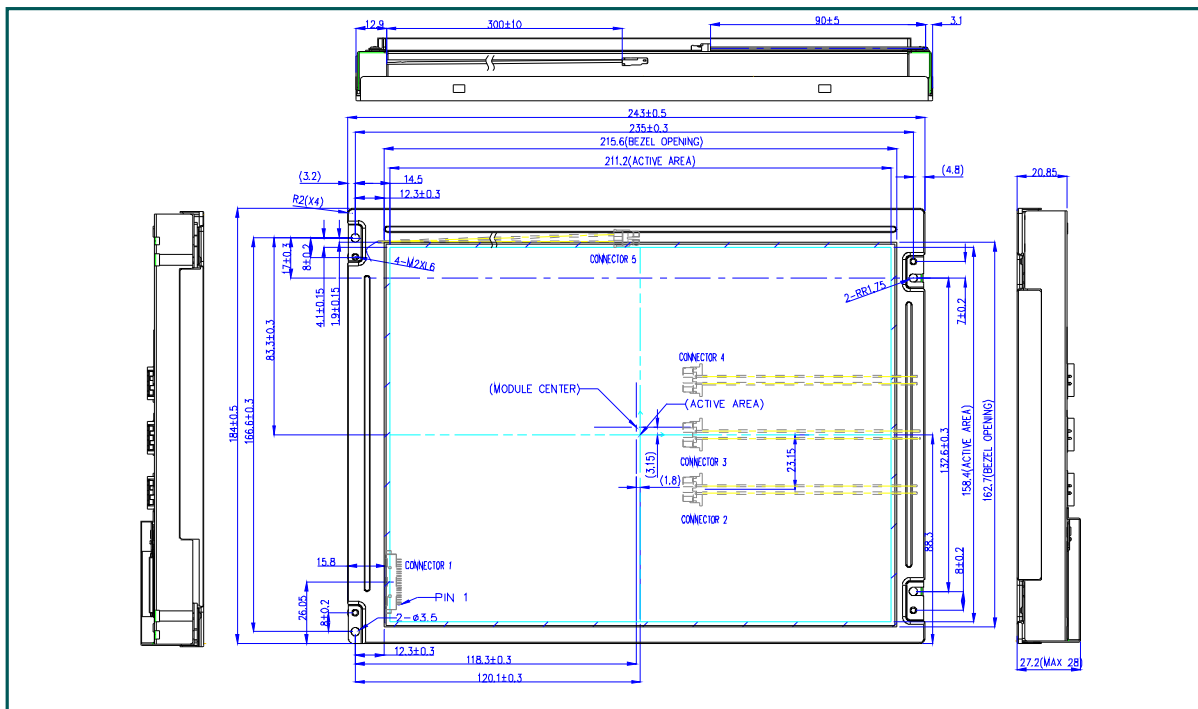 12.9
300±10
90±5
3.1
243±0.5
235±0.3
215.6(BEZEL OPENING)
211.2(ACTIVE AREA)
(3.2)
14.5
(4.8)
20.85
12.3±0.3
R2(X4)
17±0.3
8±0.2
4-M2XL6
CONNECTOR 5
2-RR1.75
7±0.2
4.1±0.15
1.9±0.15
83.3±0.3
CONNECTOR 4
(MODULE CENTER)
(ACTIVE AREA)
184±0.5
166.6±0.3
132.6±0.3
158.4(ACTIVE AREA)
162.7(BEZEL OPENING)
CONNECTOR 3
(3.15)
23.15
(1.8)
CONNECTOR 2
88.3
15.8
CONNECTOR 1
8±0.2
PIN 1
26.05
8±0.2
2-ø3.5
12.3±0.3
118.3±0.3
27.2(MAX 28)
120.1±0.3